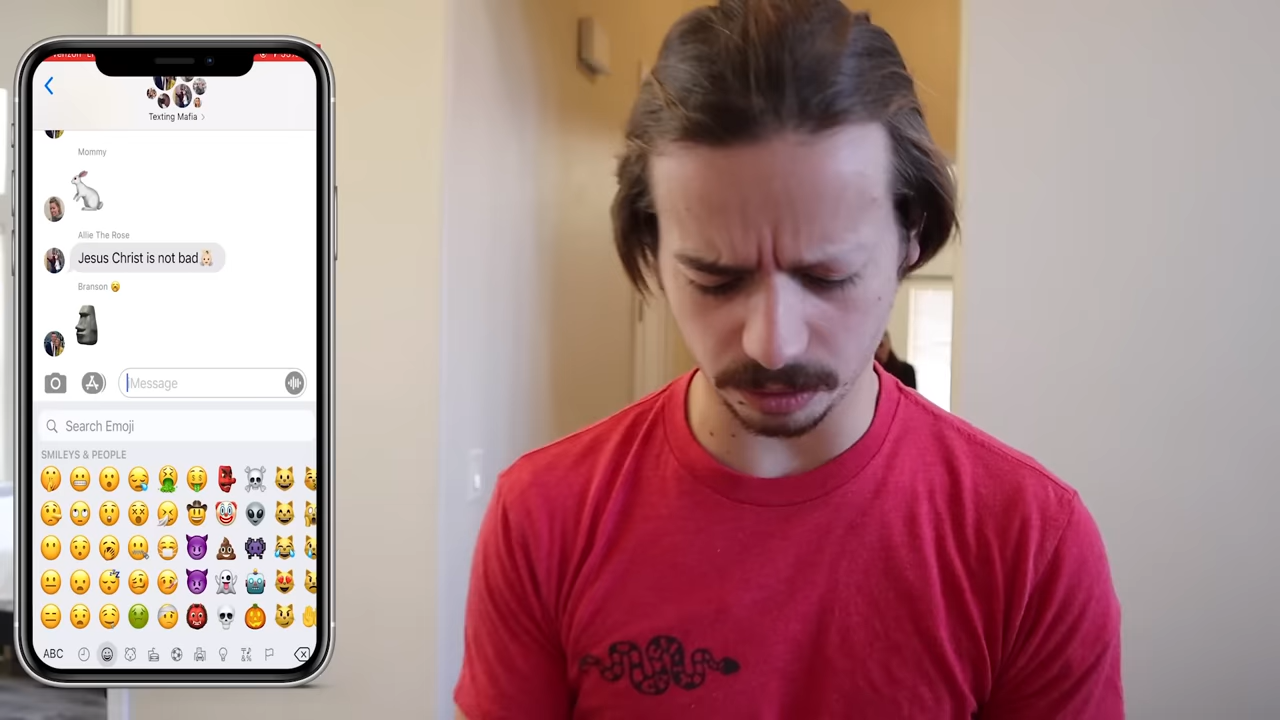 Texting Mafia
Mommy
Allie The Rose
Jesus Christ is not bad
Branson
Message
Search Emoji
SMILEYS & PEOPLE
ABC